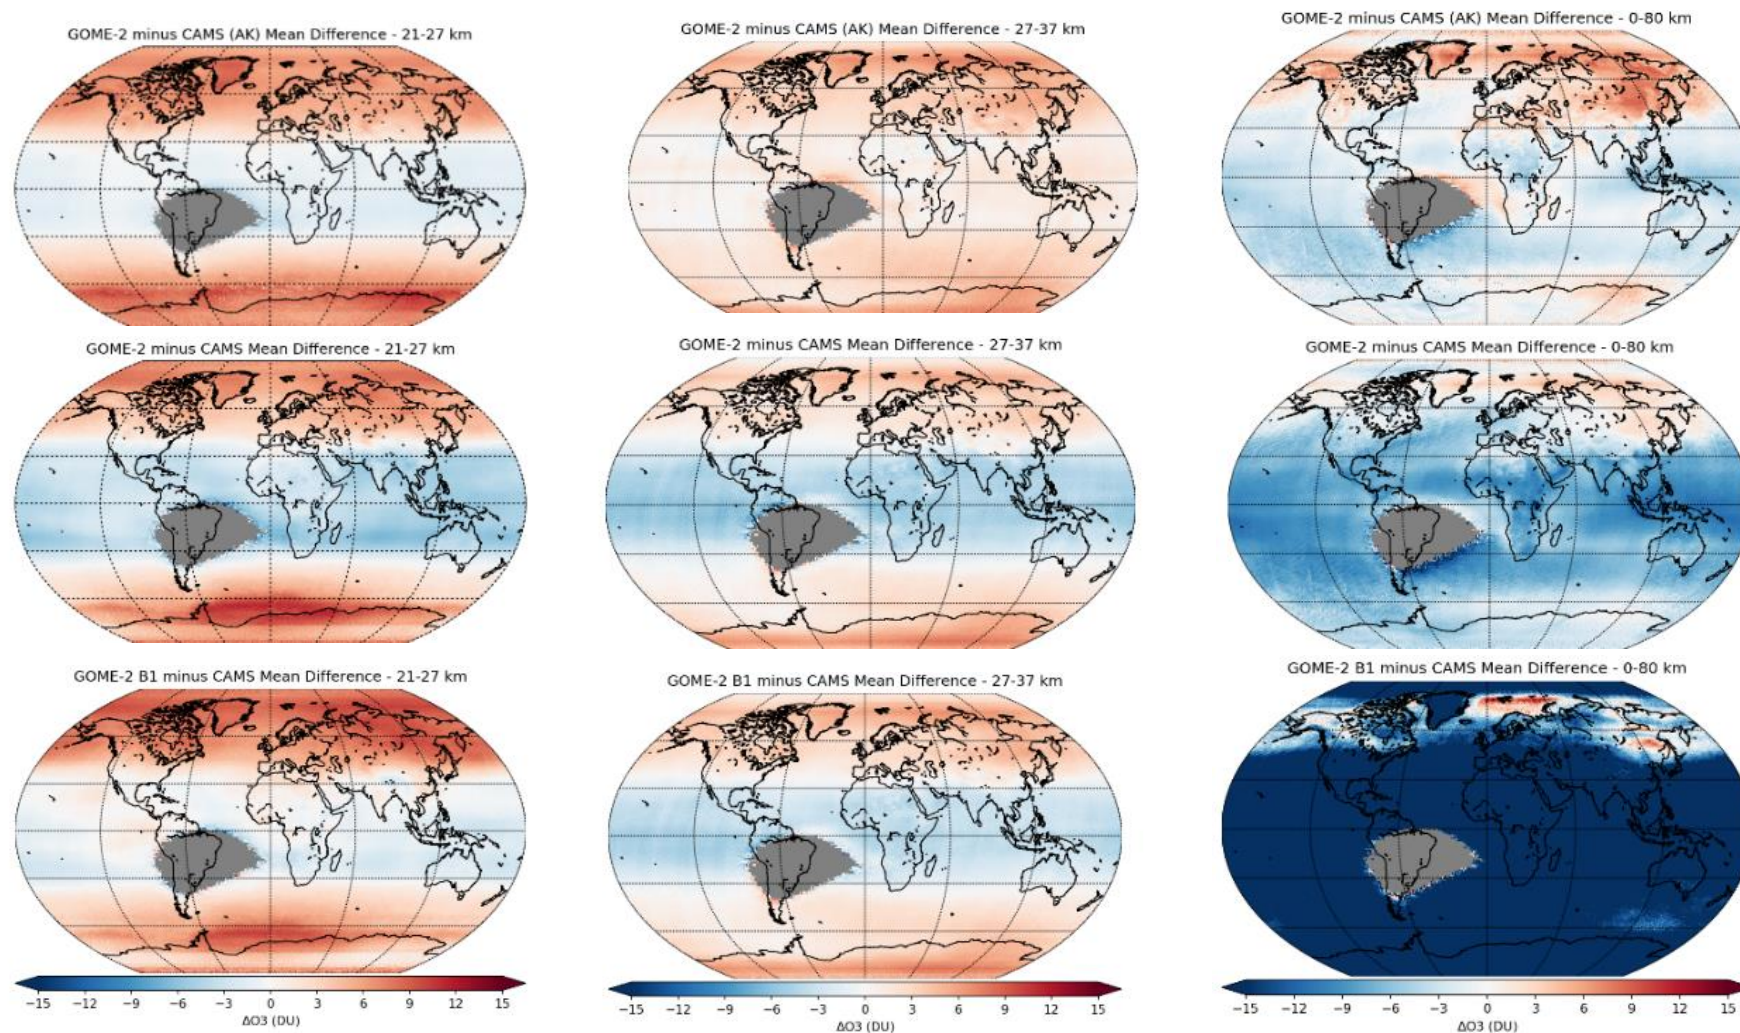 GOME-2 minus CAMS (AK) Mean Difference - 21-27 km
GOME-2 minus CAMS (AK) Mean Difference - 27-37 km
GOME-2 minus CAMS (AK) Mean Difference - 0-80 km
GOME-2 minus CAMS Mean Difference - 21-27 km
GOME-2 minus CAMS Mean Difference - 27-37 km
GOME-2 minus CAMS Mean Difference - 0-80 km
GOME-2 B1 minus CAMS Mean Difference - 21-27 km
GOME-2 B1 minus CAMS Mean Difference - 27-37 km
GOME-2 B1 minus CAMS Mean Difference - 0-80 km
−15 −12 −9 −6 −3 0 3 6 9 12 15
ΔO3 (DU)
−15 −12 −9 −6 −3 0 3 6 9 12 15
ΔO3 (DU)
−15 −12 −9 −6 −3 0 3 6 9 12 15
ΔO3 (DU)